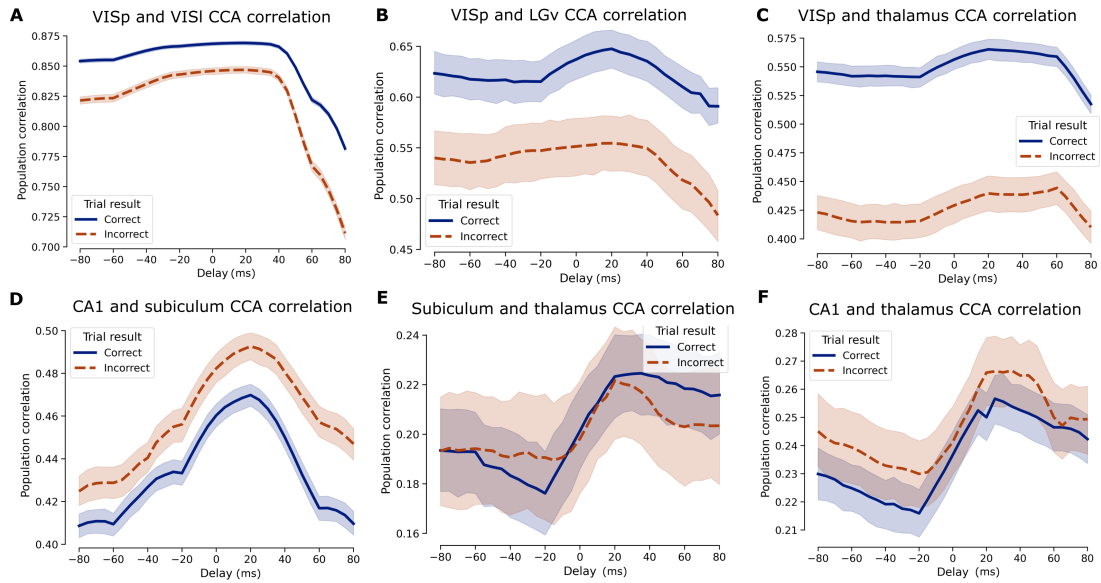 A
VISp and VISl CCA correlation
Population correlation
0.875
0.850
0.825
0.800
0.775
0.750
0.725
0.700
Trial result
Correct
Incorrect
−80 −60 −40 −20 0 20 40 60 80
Delay (ms)
B
VISp and LGv CCA correlation
Population correlation
0.65
0.60
0.55
0.50
0.45
Trial result
Correct
Incorrect
−80 −60 −40 −20 0 20 40 60 80
Delay (ms)
C
VISp and thalamus CCA correlation
Population correlation
0.575
0.550
0.525
0.500
0.475
0.450
0.425
0.400
Trial result
Correct
Incorrect
−80 −60 −40 −20 0 20 40 60 80
Delay (ms)
D
CA1 and subiculum CCA correlation
Population correlation
0.50
0.48
0.46
0.44
0.42
0.40
Trial result
Correct
Incorrect
−80 −60 −40 −20 0 20 40 60 80
Delay (ms)
E
Subiculum and thalamus CCA correlation
Population correlation
0.24
0.22
0.20
0.18
0.16
Trial result
Correct
Incorrect
−80 −60 −40 −20 0 20 40 60 80
Delay (ms)
F
CA1 and thalamus CCA correlation
Population correlation
0.28
0.27
0.26
0.25
0.24
0.23
0.22
0.21
Trial result
Correct
Incorrect
−80 −60 −40 −20 0 20 40 60 80
Delay (ms)